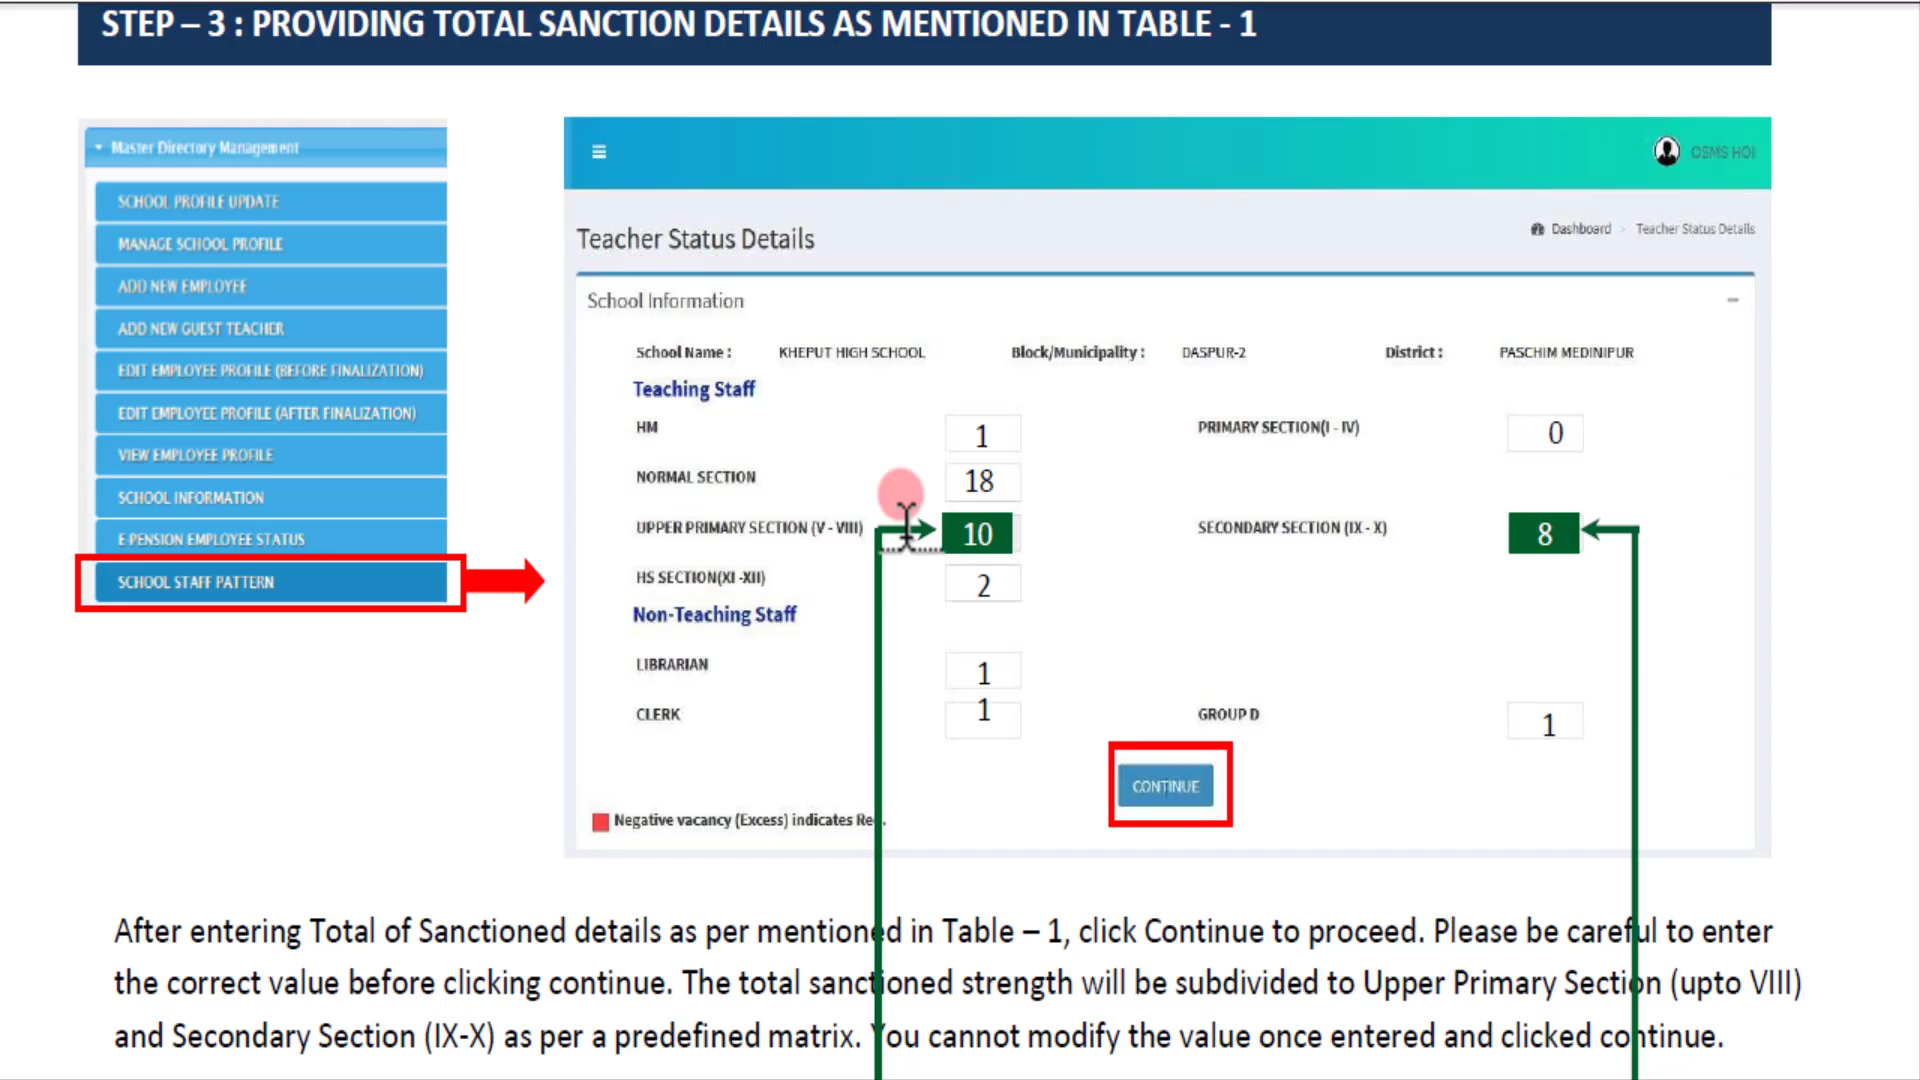 STEP – 3 : PROVIDING TOTAL SANCTION DETAILS AS MENTIONED IN TABLE - 1
Master Directory Management
SCHOOL PROFILE UPDATE
MANAGE SCHOOL PROFILE
ADD NEW EMPLOYEE
ADD NEW GUEST TEACHER
EDIT EMPLOYEE PROFILE (BEFORE FINALIZATION)
EDIT EMPLOYEE PROFILE (AFTER FINALIZATION)
VIEW EMPLOYEE PROFILE
SCHOOL INFORMATION
E-PENSION EMPLOYEE STATUS
SCHOOL STAFF PATTERN
OSMS HOI
Teacher Status Details
Dashboard > Teacher Status Details
School Information
School Name : KHEPUT HIGH SCHOOL Block/Municipality : DASPUR-2 District : PASCHIM MEDINIPUR
Teaching Staff
HM 1 PRIMARY SECTION(I - IV) 0
NORMAL SECTION 18
UPPER PRIMARY SECTION (V - VIII) 10 SECONDARY SECTION (IX - X) 8
HS SECTION(XI -XII) 2
Non-Teaching Staff
LIBRARIAN 1
CLERK 1 GROUP D 1
CONTINUE
Negative vacancy (Excess) indicates
After entering Total of Sanctioned details as per mentioned in Table – 1, click Continue to proceed. Please be careful to enter
the correct value before clicking continue. The total sanctioned strength will be subdivided to Upper Primary Section (upto VIII)
and Secondary Section (IX-X) as per a predefined matrix. You cannot modify the value once entered and clicked continue.